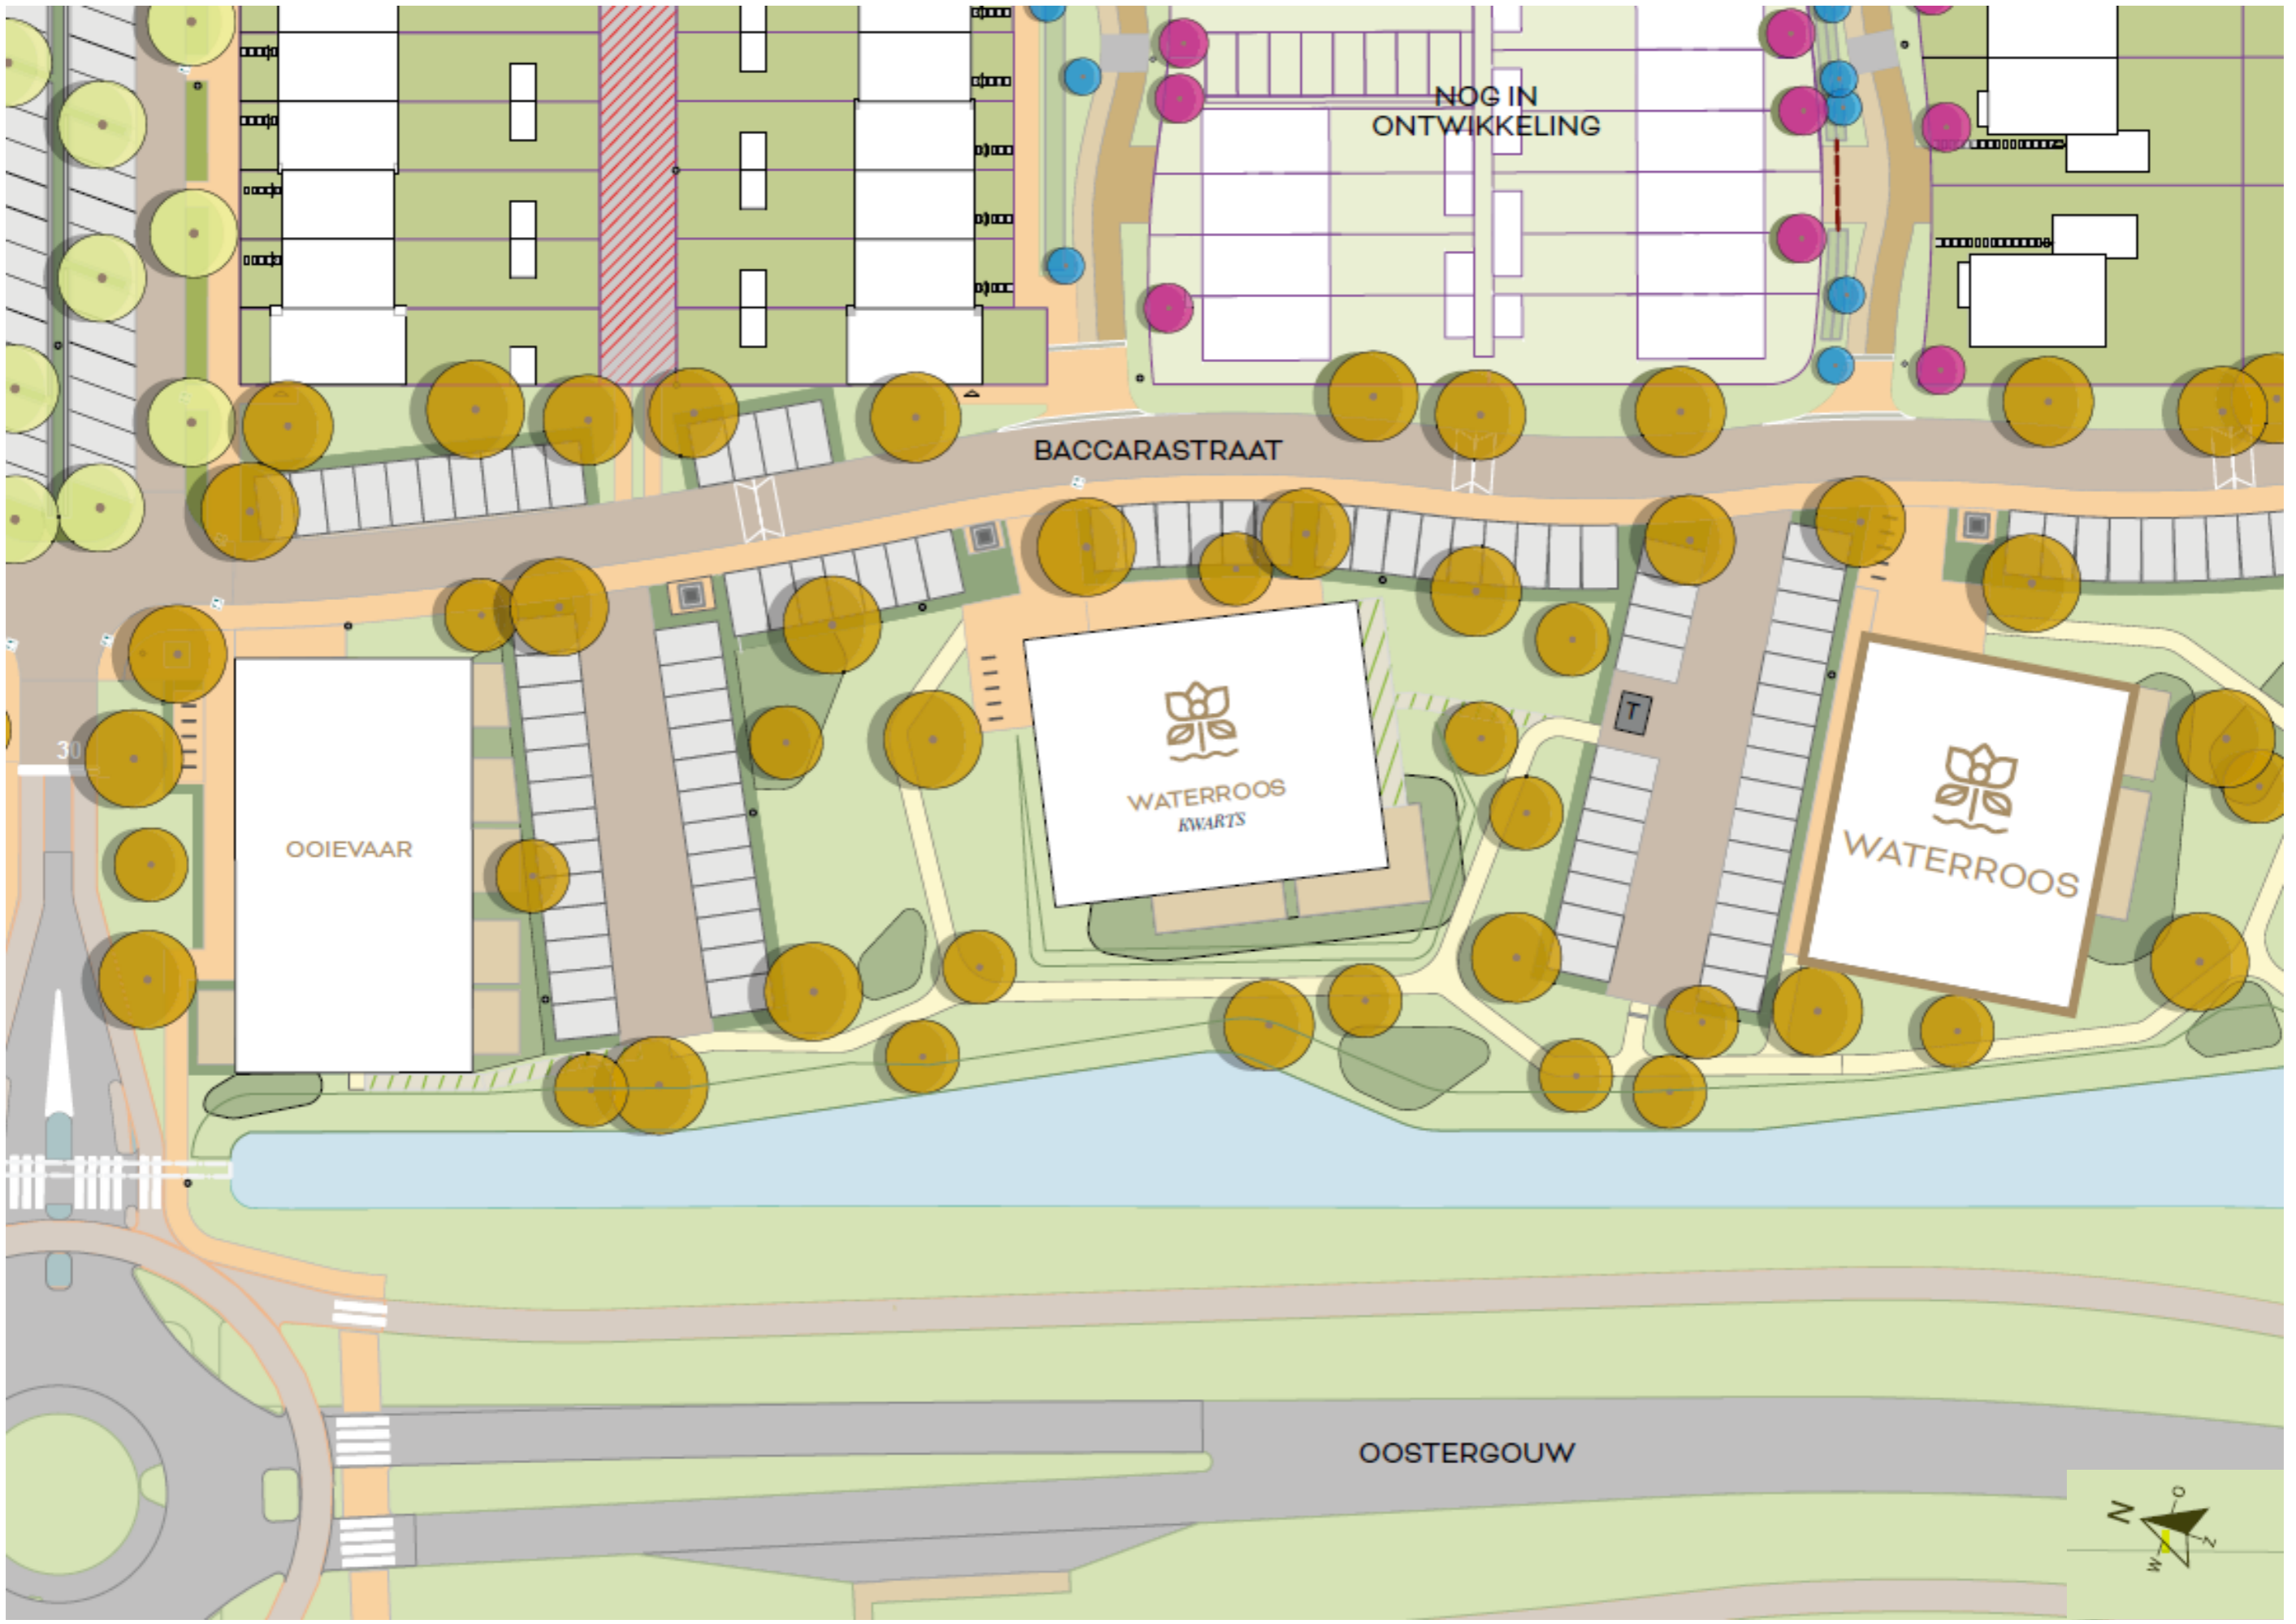 NOG IN
ONTWIKKELING
BACCARASTRAAT
T
30
WATERROOS
KWARTS
OOIEVAAR
WATERROOS
OOSTERGOUW
N
O
W
Z